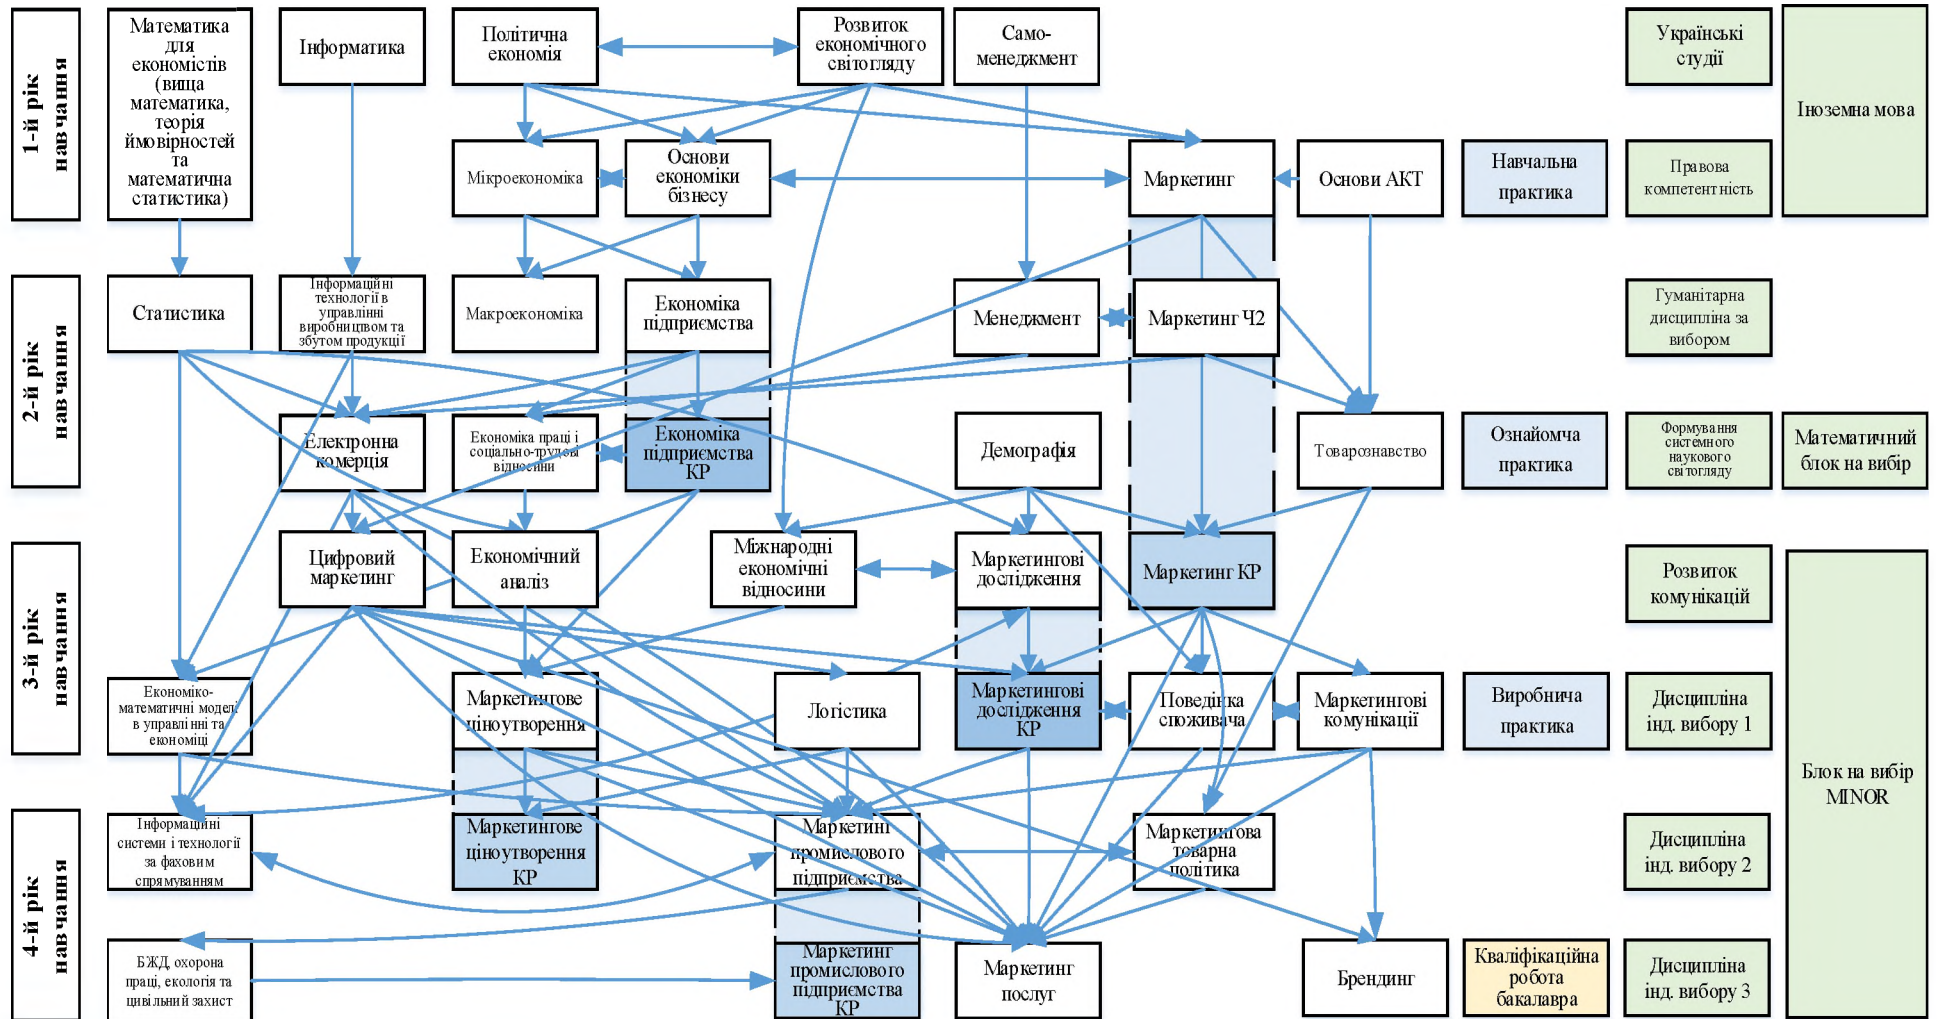 1-й рік
навчання
Математика
для
економістів
(вища
математика,
теорія
ймовірностей
та
математична
статистика)
Інформатика
Політична
економія
Розвиток
економічного
світогляду
Само-
менеджмент
Українські
студії
Іноземна мова
Мікроекономіка
Основи
економіки
бізнесу
Маркетинг
Основи АКТ
Навчальна
практика
Правова
компетентність
2-й рік
навчання
Статистика
Інформаційні
технології в
управлінні
виробництвом та
збутом продукції
Макроекономіка
Економіка
підприємства
Менеджмент
Маркетинг Ч2
Гуманітарна
дисципліна за
вибором
Електронна
комерція
Економіка праці і
соціально-трудові
відносини
Економіка
підприємства
КР
Демографія
Товарознавство
Ознайомча
практика
Формування
системного
наукового
світогляду
Математичний
блок на вибір
3-й рік
навчання
Цифровий
маркетинг
Економічний
аналіз
Міжнародні
економічні
відносини
Маркетингові
дослідження
Маркетинг КР
Розвиток
комунікацій
Економіко-
математичні моделі
в управлінні та
економіці
Маркетингове
ціноутворення
Логістика
Маркетингові
дослідження
КР
Поведінка
споживача
Маркетингові
комунікації
Виробнича
практика
Дисципліна
інд. вибору 1
Блок на вибір
MINOR
4-й рік
навчання
Інформаційні
системи і технології
за фаховим
спрямуванням
Маркетингове
ціноутворення
КР
Маркетинг
промислового
підприємства
Маркетингова
товарна
політика
Дисципліна
інд. вибору 2
БЖД, охорона
праці, екологія та
цивільний захист
Маркетинг
промислового
підприємства
КР
Маркетинг
послуг
Брендинг
Кваліфікаційна
робота
бакалавра
Дисципліна
інд. вибору 3